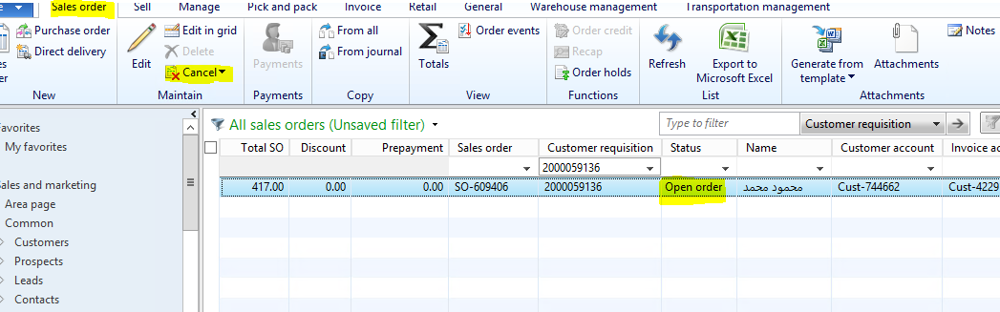 Sales order Sell Manage Pick and pack Invoice Retail General Warehouse management Transportation management
Purchase order
Direct delivery
New
Edit
Edit in grid
Delete
Cancel
Maintain
Payments
Payments
From all
From journal
Copy
Totals
Order events
View
Order credit
Recap
Order holds
Functions
Refresh
Export to
Microsoft Excel
List
Generate from
template
Attachments
Notes
Attachments
Favorites
My favorites
Sales and marketing
Area page
Common
Customers
Prospects
Leads
Contacts
All sales orders (Unsaved filter)
Type to filter
Customer requisition
Total SO Discount Prepayment Sales order Customer requisition Status Name Customer account Invoice ac
2000059136
417.00 0.00 0.00 SO-609406 2000059136 Open order محمود محمد Cust-744662 Cust-4229